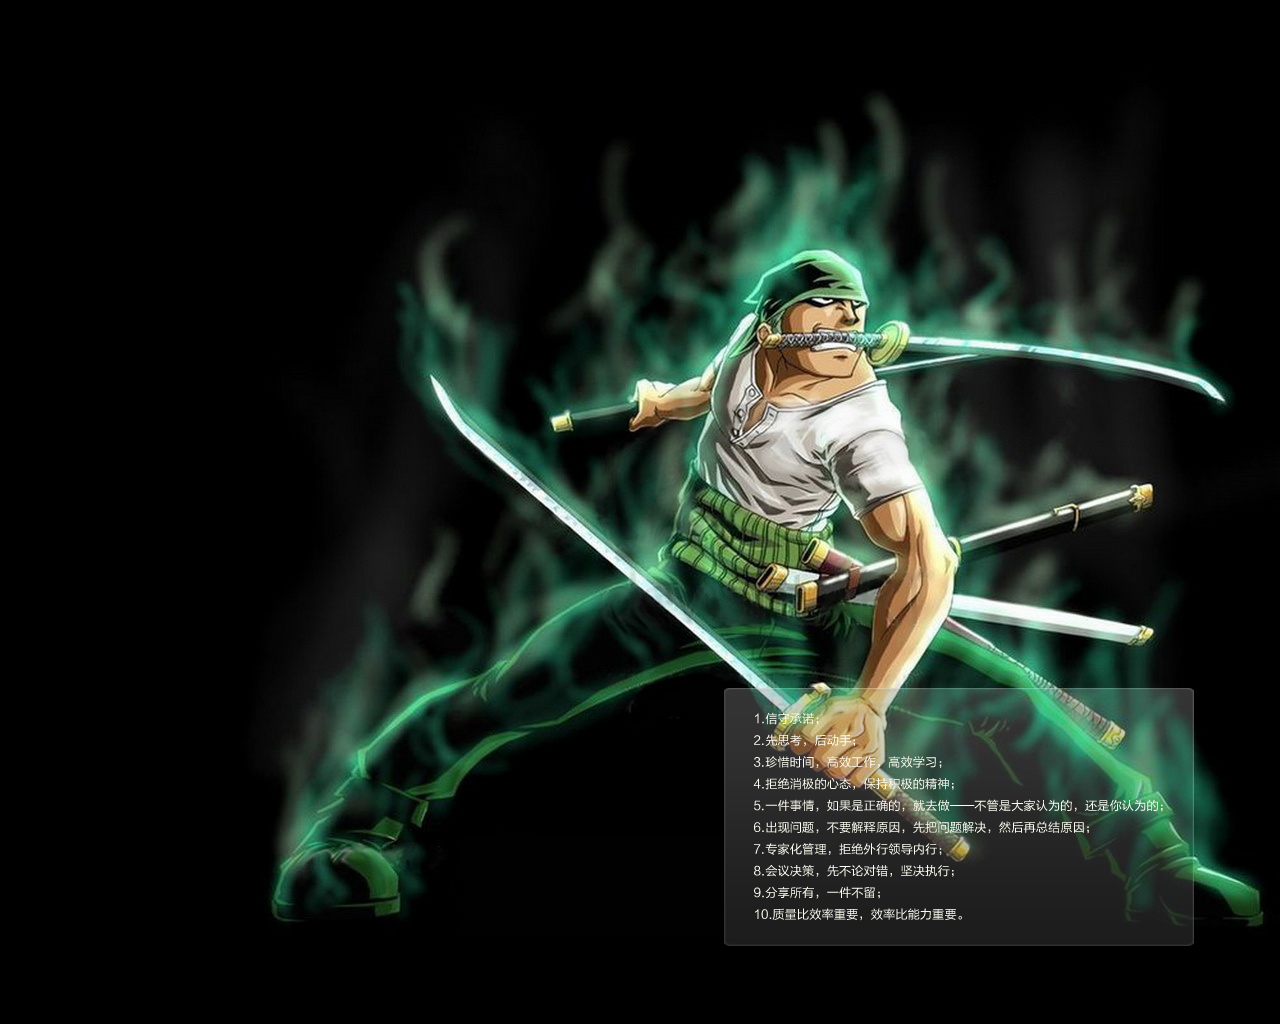 1.信守承诺；
2.先思考，后动手；
3.珍惜时间，高效工作，高效学习；
4.拒绝消极的心态，保持积极的精神；
5.一件事情，如果是正确的，就去做——不管是大家认为的，还是你认为的；
6.出现问题，不要解释原因，先把问题解决，然后再总结原因；
7.专家化管理，拒绝外行领导内行；
8.会议决策，先不论对错，坚决执行；
9.分享所有，一件不留；
10.质量比效率重要，效率比能力重要。